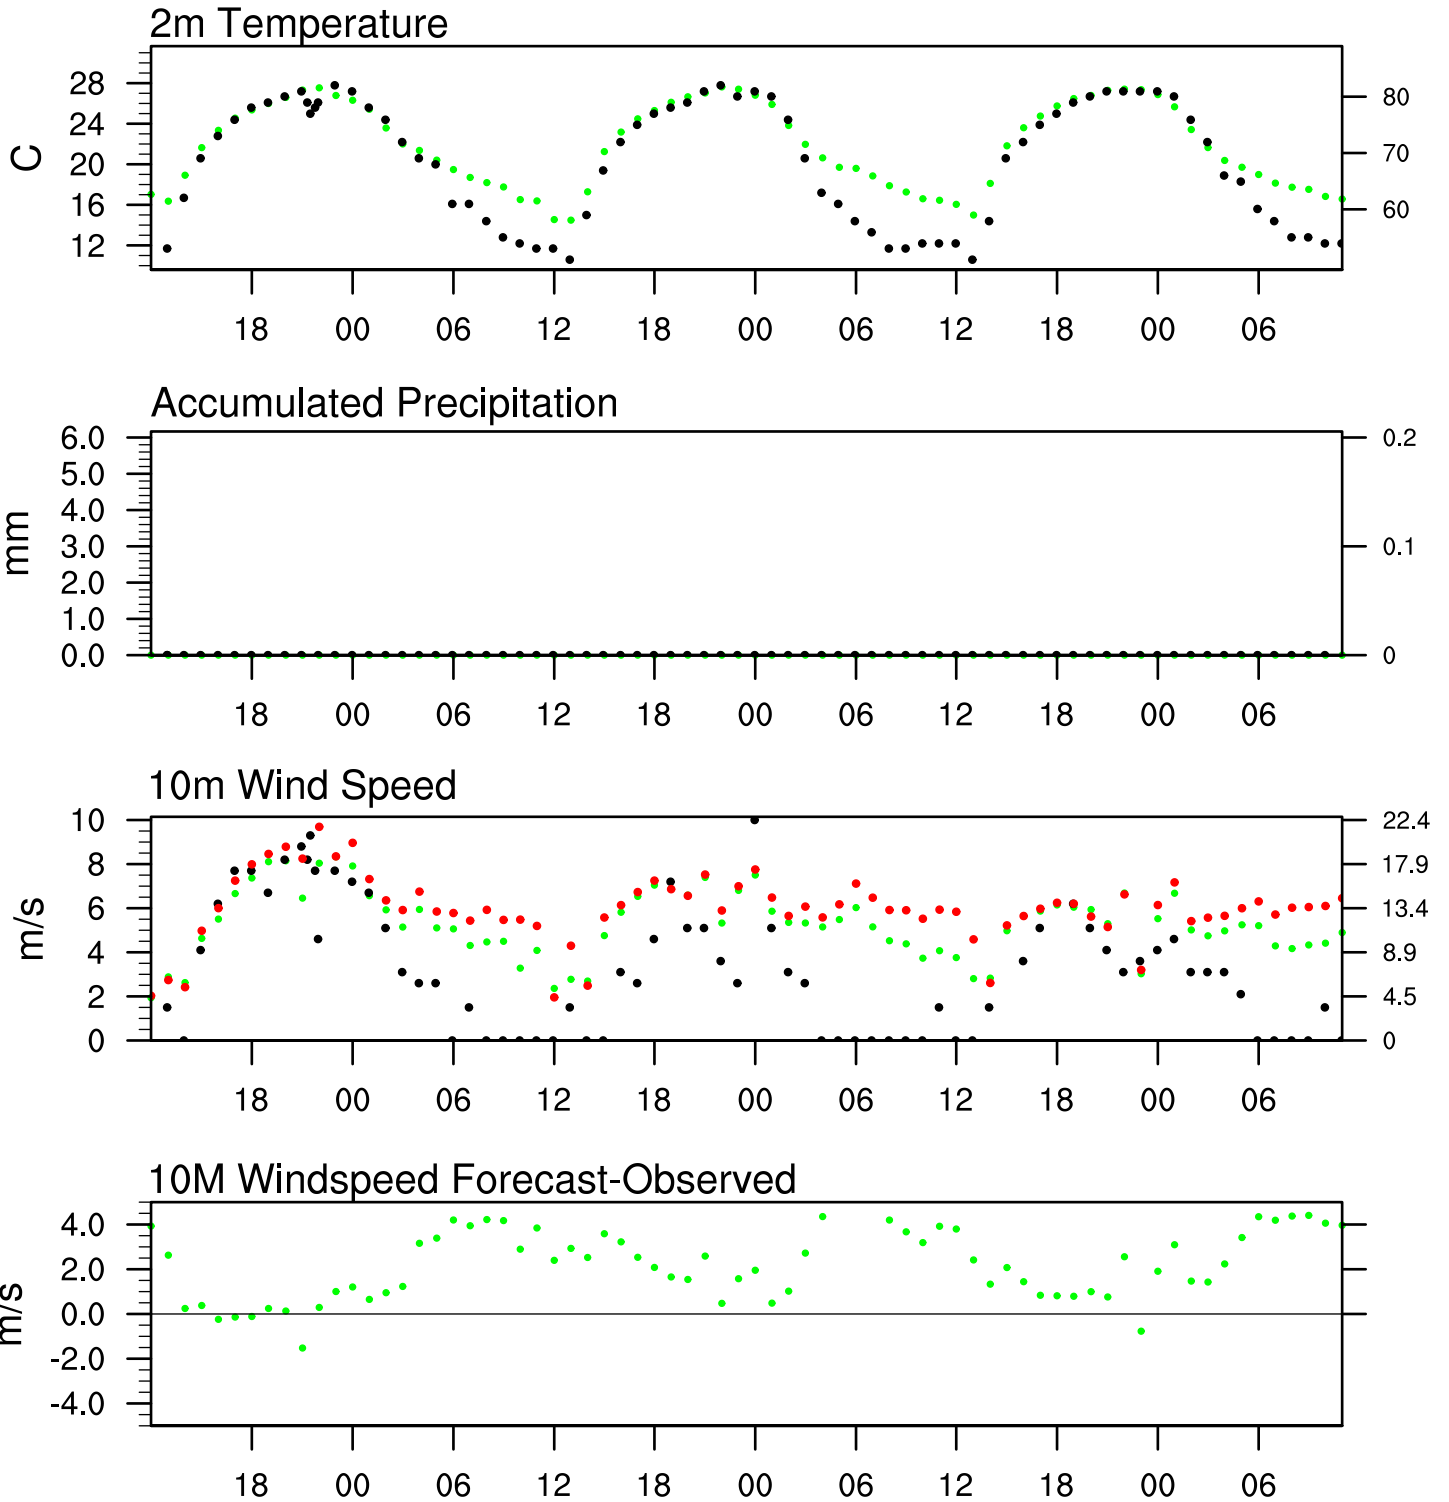 2m Temperature
28
24
20
16
12
C
80
70
60
18 00 06 12 18 00 06 12 18 00 06
Accumulated Precipitation
6.0
5.0
4.0
3.0
2.0
1.0
0.0
mm
0.2
0.1
0
18 00 06 12 18 00 06 12 18 00 06
10m Wind Speed
10
8
6
4
2
0
m/s
22.4
17.9
13.4
8.9
4.5
0
18 00 06 12 18 00 06 12 18 00 06
10M Windspeed Forecast-Observed
4.0
2.0
0.0
-2.0
-4.0
m/s
18 00 06 12 18 00 06 12 18 00 06